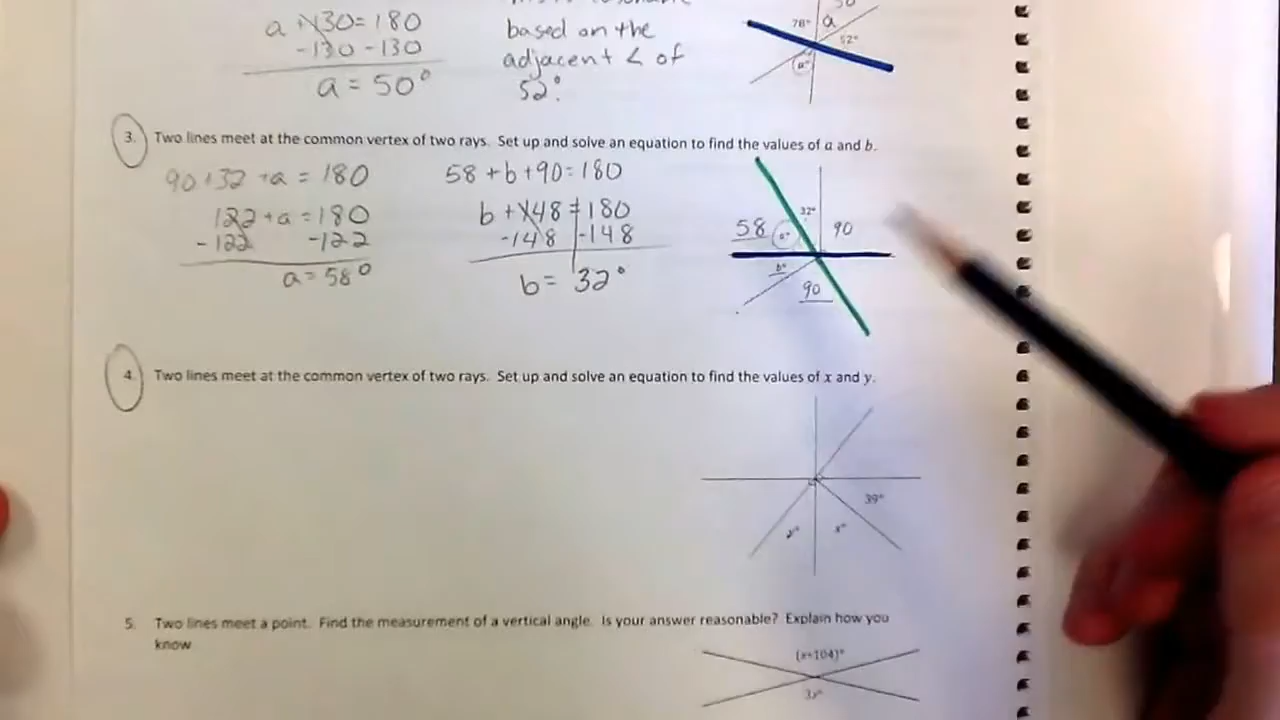 a + 130 = 180
-130 -130
a = 50°
based on the
adjacent < of
52°.
78°
a
52°
a°
3. Two lines meet at the common vertex of two rays. Set up and solve an equation to find the values of a and b.
90 + 32 + a = 180
122 + a = 180
-122 -122
a = 58°
58 + b + 90 = 180
b + 148 = 180
-148 -148
b = 32°
32°
58 a° 90
b°
90
4. Two lines meet at the common vertex of two rays. Set up and solve an equation to find the values of x and y.
39°
y° x°
5. Two lines meet a point. Find the measurement of a vertical angle. Is your answer reasonable? Explain how you
know
(x+104)°
3y°